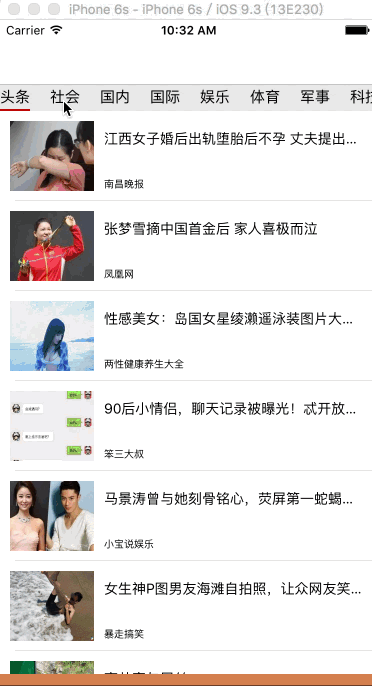 iPhone 6s - iPhone 6s / iOS 9.3 (13E230)
Carrier 10:32 AM
头条 社会 国内 国际 娱乐 体育 军事 科技
江西女子婚后出轨堕胎后不孕 丈夫提出...
南昌晚报
张梦雪摘中国首金后 家人喜极而泣
凤凰网
性感美女：岛国女星绫濑遥泳装图片大...
两性健康养生大全
90后小情侣，聊天记录被曝光！忒开放...
笨三大叔
马景涛曾与她刻骨铭心，荧屏第一蛇蝎...
小宝说娱乐
女生神P图男友海滩自拍照，让众网友笑...
暴走搞笑